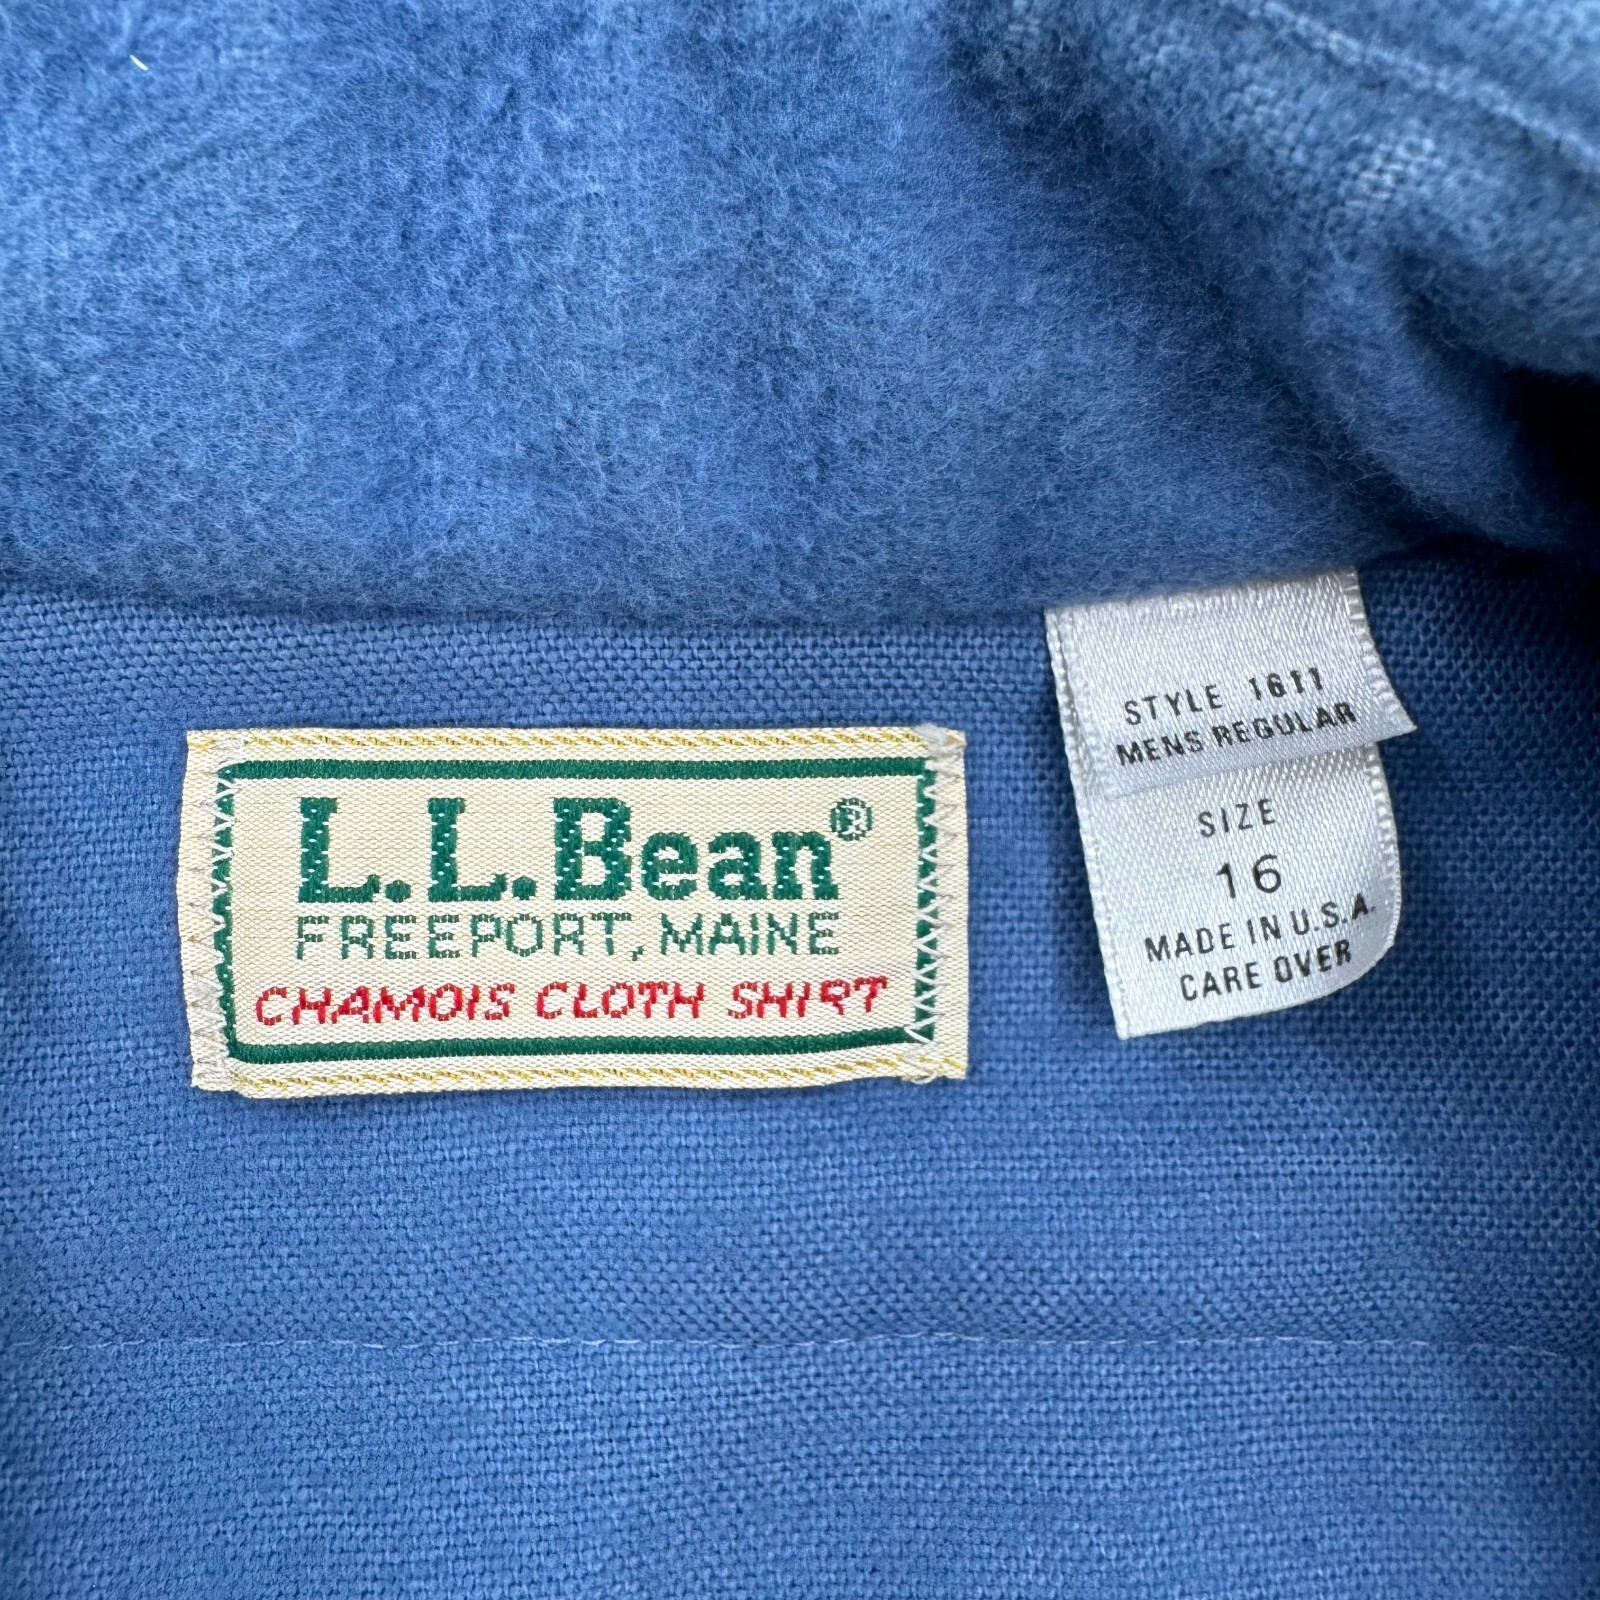 L.L.Bean®
FREEPORT, MAINE
CHAMOIS CLOTH SHIRT
STYLE 1611
MENS REGULAR
SIZE
16
MADE IN U.S.A.
CARE OVER